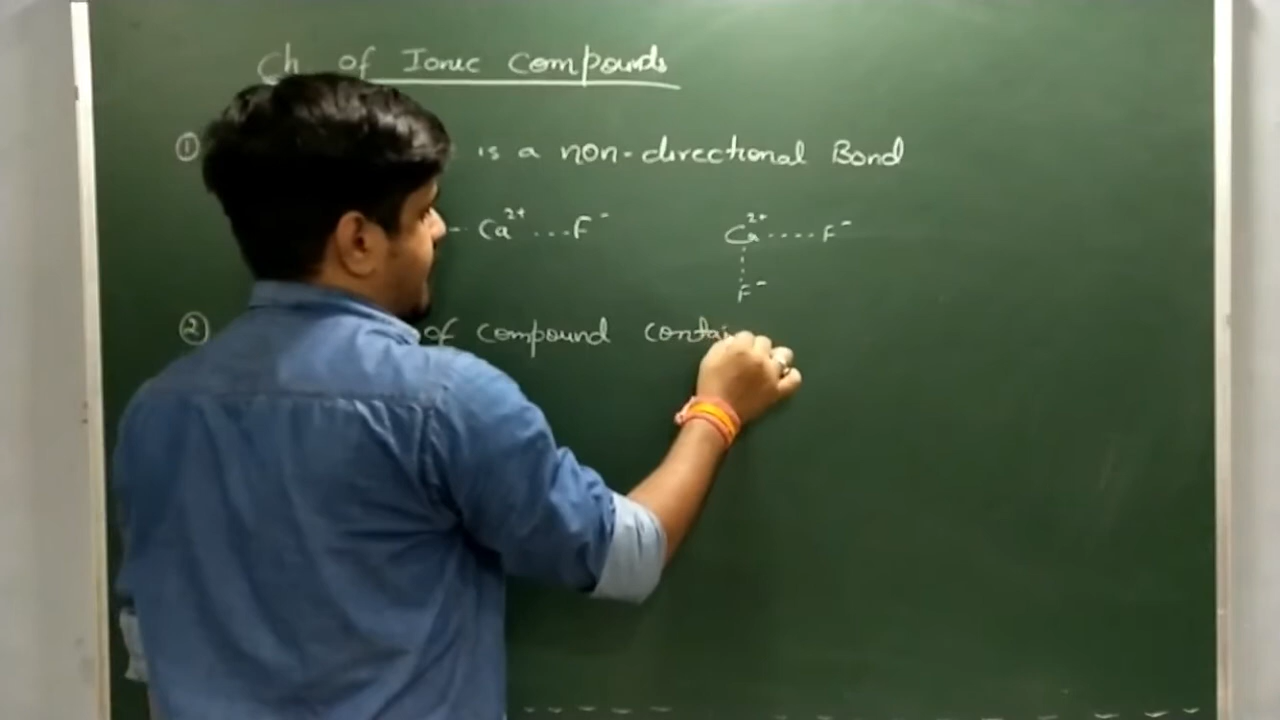 Ch of Ionic Compounds
① is a non-directional Bond
-- Ca²⁺ ...F⁻ Ca²⁺ ....F⁻
F⁻
② of compound contai